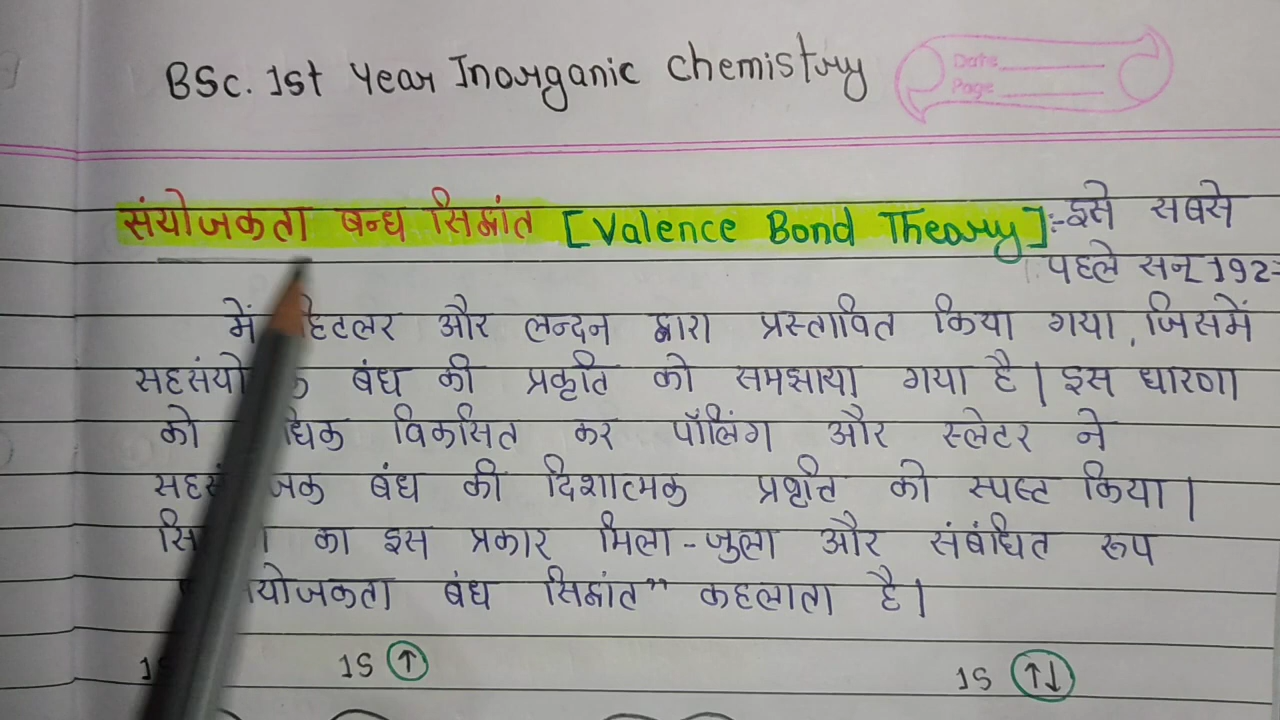 BSc. 1st Year Inorganic Chemistry
Date
Page
संयोजकता बन्ध सिद्धांत [Valence Bond Theory] :- इसे सबसे
पहले सन् 192
में हिटलर और लन्दन द्वारा प्रस्तावित किया गया, जिसमें
बंध की प्रकृति को समझाया गया है। इस धारणा
को विकसित कर पॉलिंग और स्लेटर ने
बंध की दिशात्मक प्रवृत्ति को स्पष्ट किया।
का इस प्रकार मिला-जुला और संबंधित रूप
बंध सिद्धांत" कहलाता है।
1S ↑ 1S ↑↓